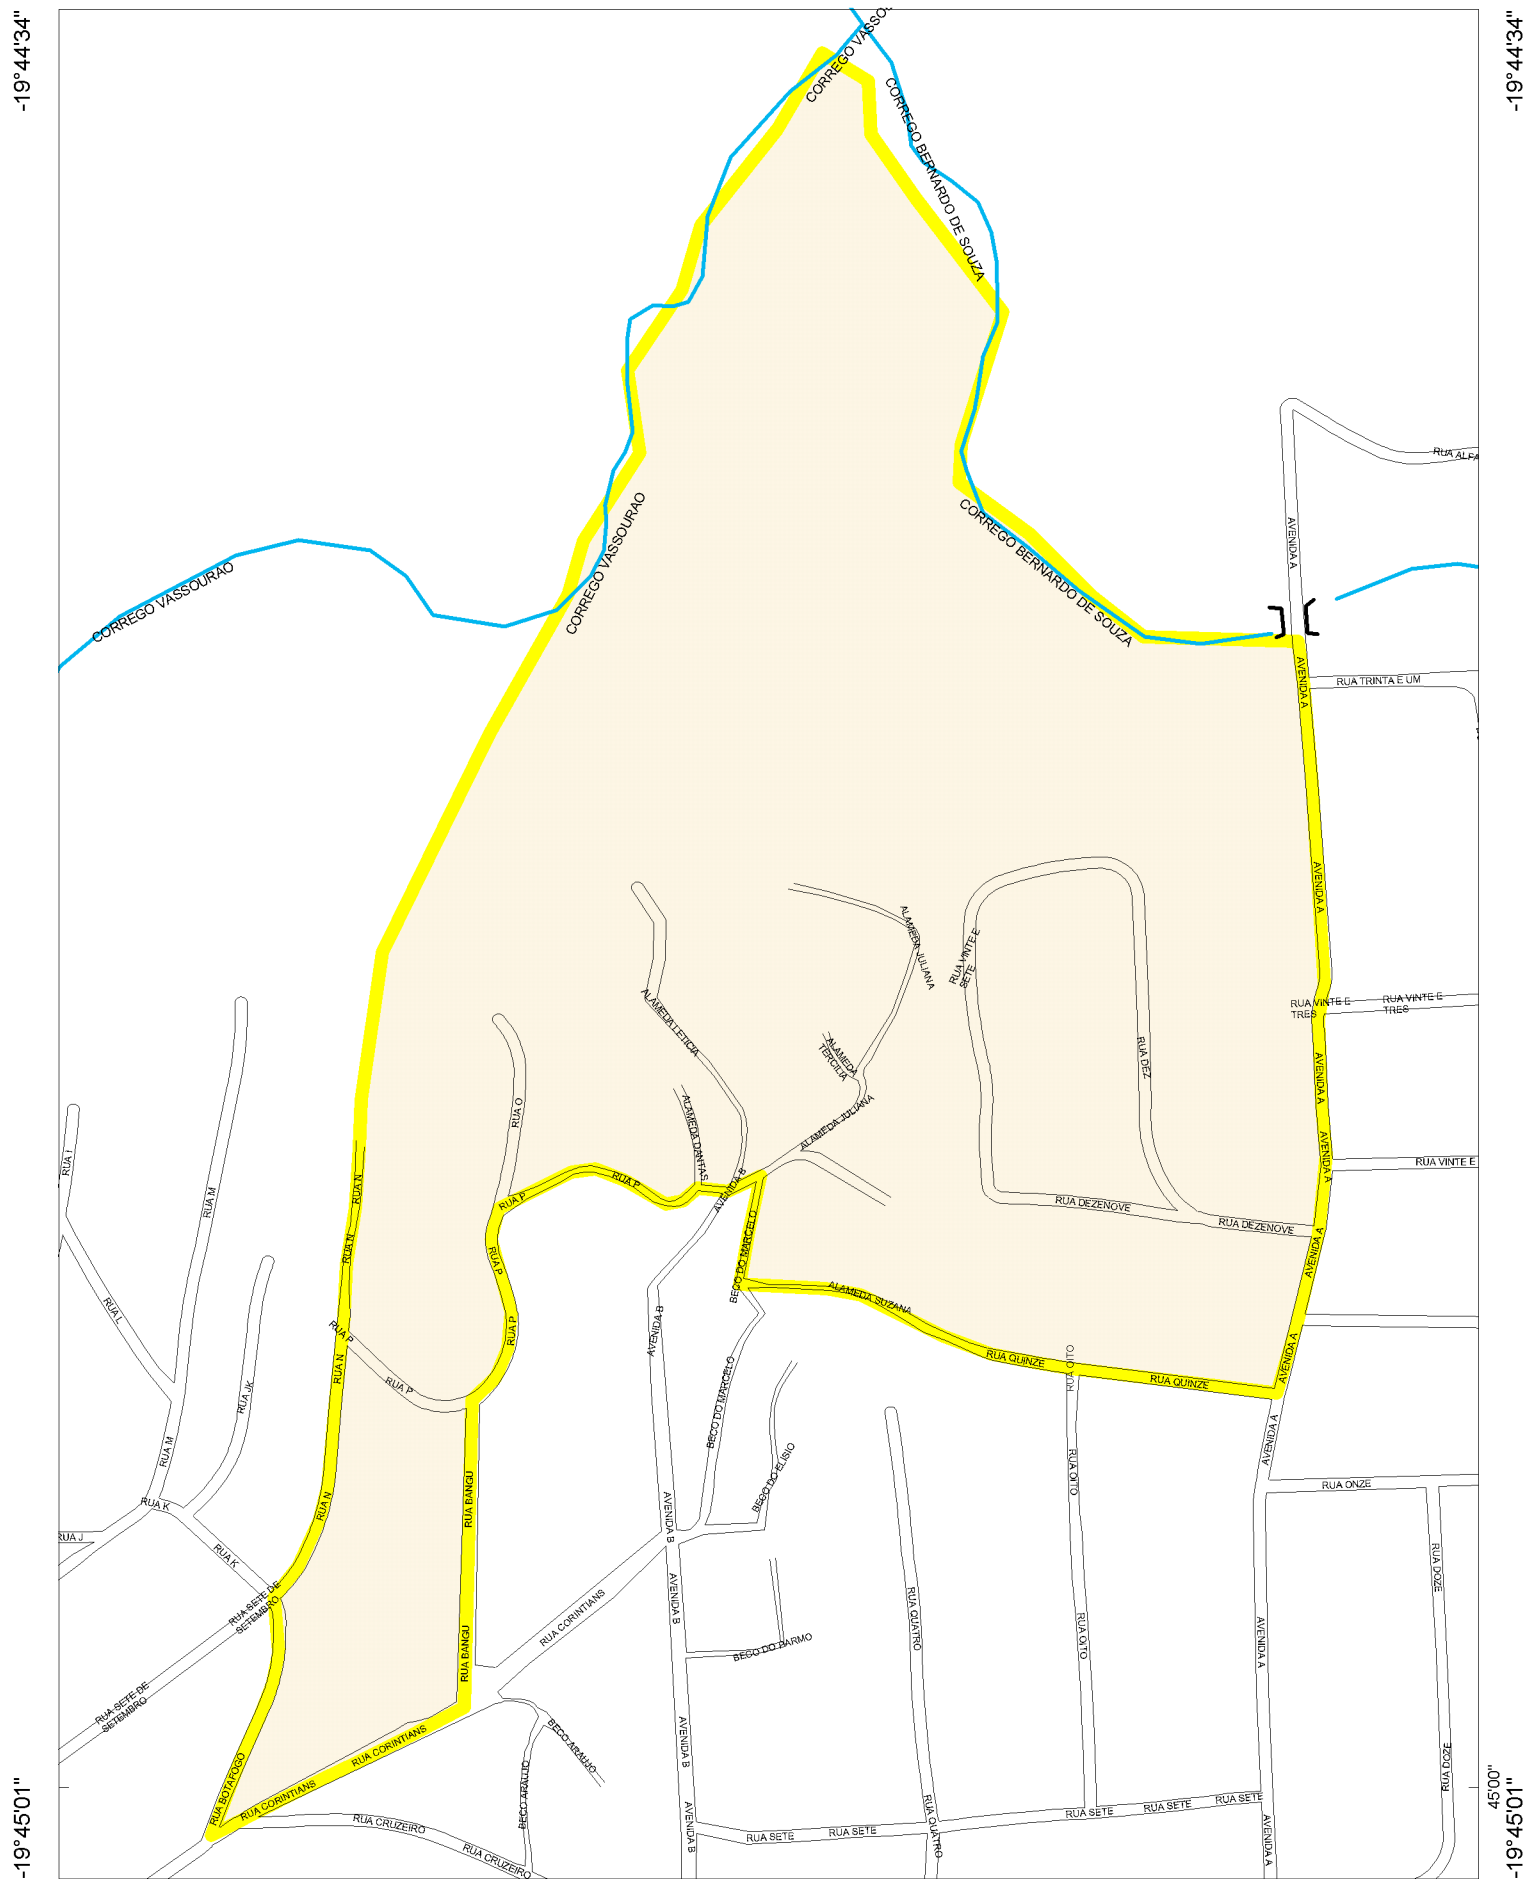 -19°44'34"
-19°44'34"
CORREGO VASSOU
CORREGO BERNARDO DE SOUZA
RUA ALFA
CORREGO VASSOURAO
CORREGO VASSOURAO
CORREGO BERNARDO DE SOUZA
AVENIDA A
AVENIDA A
RUA TRINTA E UM
AVENIDA A
ALAMEDA JULIANA
RUA VINTE E
SETE
ALAMEDA LETICIA
RUA VINTE E
TRES
RUA VINTE E
TRES
ALAMEDA
TERCILIA
RUA DEZ
AVENIDA A
RUA O
ALAMEDA DANTAS
ALAMEDA JULIANA
AVENIDA A
RUA VINTE E
RUA I
RUA M
RUA N
RUA P
RUA P
AVENIDA B
RUA DEZENOVE
RUA DEZENOVE
AVENIDA A
RUA N
RUA P
BECO DO MARCELO
ALAMEDA SUZANA
RUA L
RUA P
RUA P
AVENIDA B
RUA QUINZE
RUA OITO
AVENIDA A
RUA N
RUA P
RUA QUINZE
RUA JK
BECO DO MARCELO
RUA M
AVENIDA A
RUA OITO
RUA K
RUA N
RUA BANGU
BECO DO ELISIO
RUA ONZE
RUA J
RUA K
AVENIDA B
RUA DOZE
RUA SETE DE
SETEMBRO
RUA CORINTIANS
AVENIDA B
RUA QUATRO
RUA OITO
AVENIDA A
RUA BANGU
BECO DO PARMO
RUA SETE DE
SETEMBRO
RUA CORINTIANS
BECO ARAUJO
AVENIDA B
RUA DOZE
RUA BOTAFOGO
RUA CORINTIANS
BECO ARAUJO
RUA CRUZEIRO
RUA CRUZEIRO
AVENIDA B
RUA SETE
RUA SETE
RUA QUATRO
RUA SETE
RUA SETE
RUA SETE
AVENIDA A
45'00"
-19°45'01"
-19°45'01"